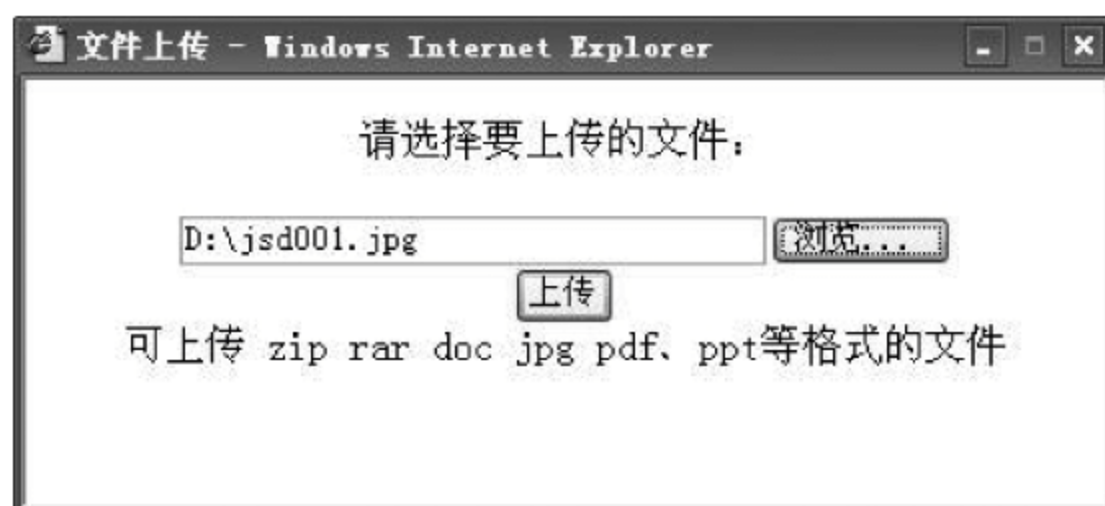 文件上传 - Windows Internet Explorer
请选择要上传的文件：
D:\jsd001.jpg 浏览...
上传
可上传 zip rar doc jpg pdf、ppt等格式的文件